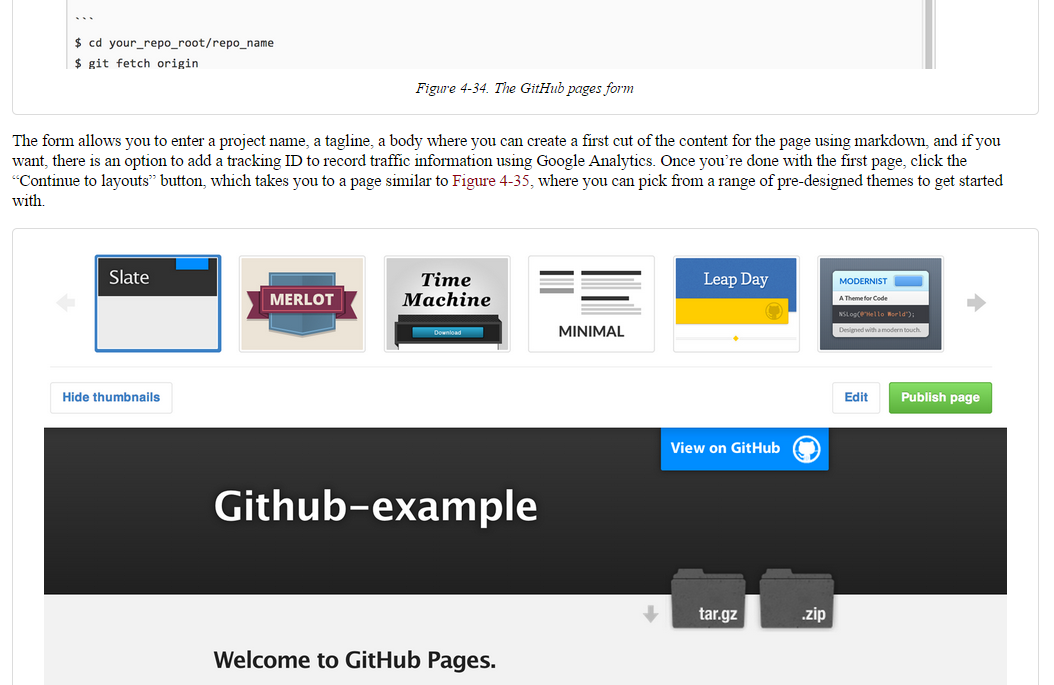 ```
$ cd your_repo_root/repo_name
$ git fetch origin
Figure 4-34. The GitHub pages form
The form allows you to enter a project name, a tagline, a body where you can create a first cut of the content for the page using markdown, and if you
want, there is an option to add a tracking ID to record traffic information using Google Analytics. Once you’re done with the first page, click the
“Continue to layouts” button, which takes you to a page similar to Figure 4-35, where you can pick from a range of pre-designed themes to get started
with.
Slate
MERLOT
Time
Machine
Download
MINIMAL
Leap Day
MODERNIST
A Theme for Code
NSLog(@"Hello World");
Designed with a modern touch.
Hide thumbnails
Edit
Publish page
View on GitHub
Github-example
tar.gz
.zip
Welcome to GitHub Pages.